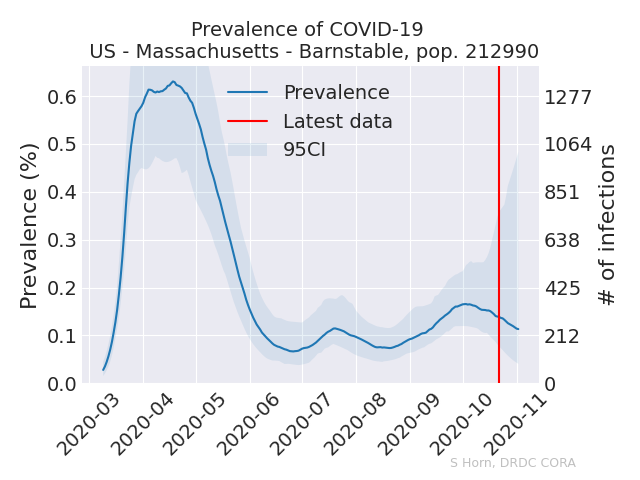 Prevalence of COVID-19
US - Massachusetts - Barnstable, pop. 212990
Prevalence
Latest data
95CI
Prevalence (%)
0.6
0.5
0.4
0.3
0.2
0.1
0.0
1277
1064
851
638
425
212
0
# of infections
2020-03
2020-04
2020-05
2020-06
2020-07
2020-08
2020-09
2020-10
2020-11
S Horn, DRDC CORA